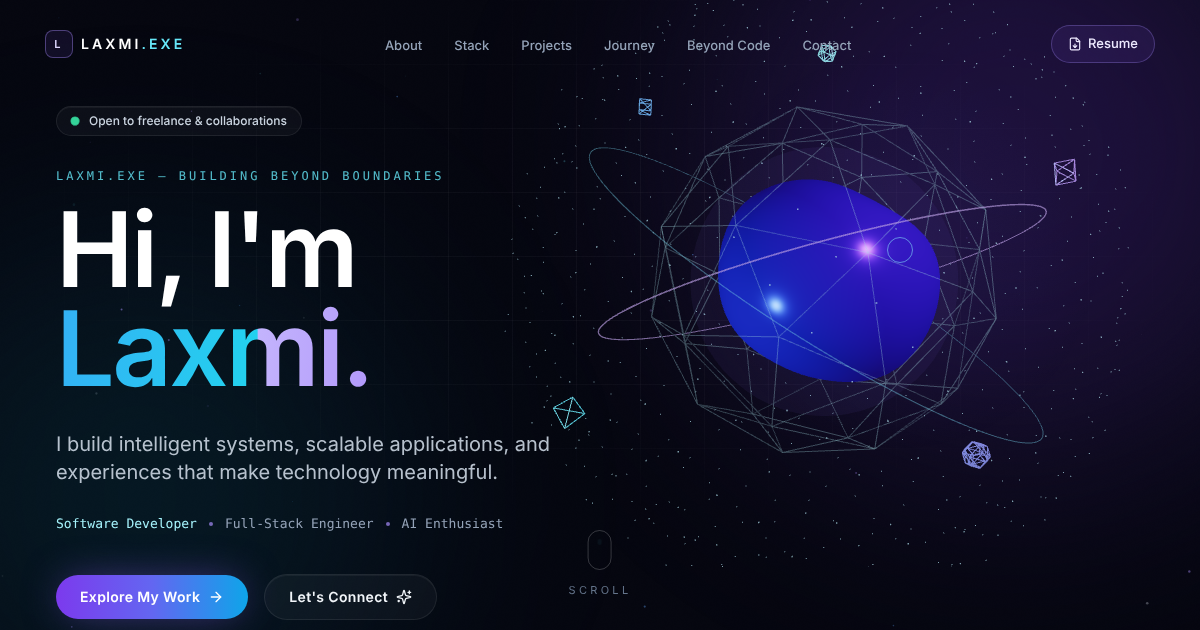 L LAXMI.EXE
About Stack Projects Journey Beyond Code Contact
Resume
Open to freelance & collaborations
LAXMI.EXE — BUILDING BEYOND BOUNDARIES
Hi, I'm
Laxmi.
I build intelligent systems, scalable applications, and
experiences that make technology meaningful.
Software Developer • Full-Stack Engineer • AI Enthusiast
Explore My Work →
Let's Connect
SCROLL